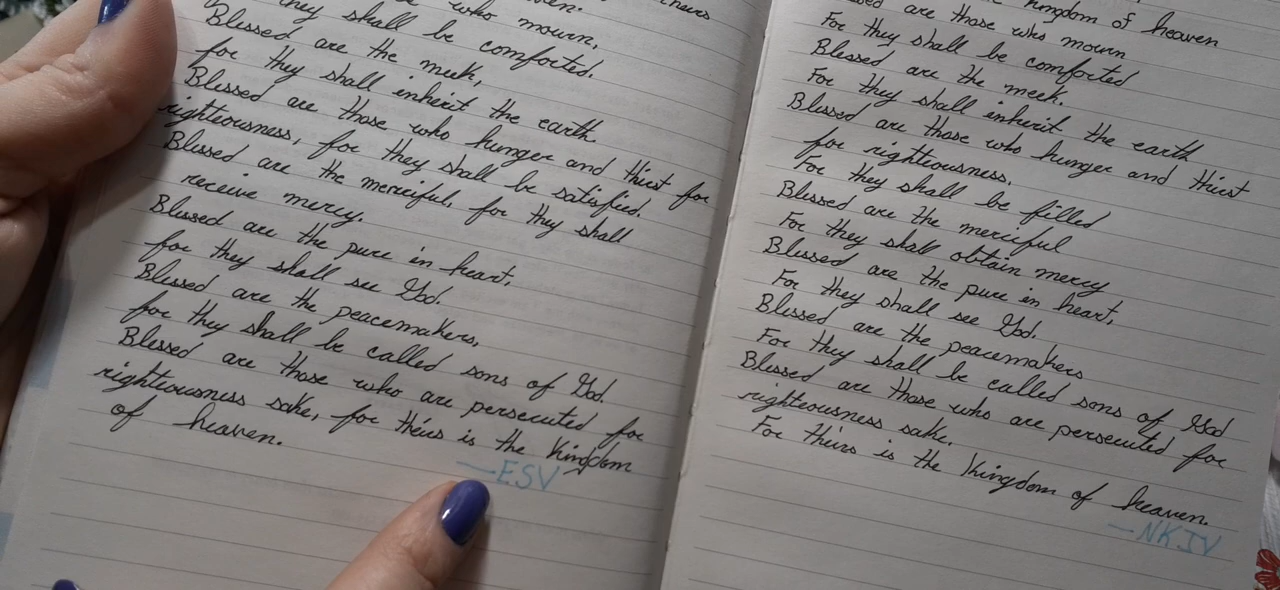 who mourn,
they shall be comforted.
Blessed are the meek,
for they shall inherit the earth.
Blessed are those who hunger and thirst for
righteousness, for they shall be satisfied.
Blessed are the merciful, for they shall
receive mercy.
Blessed are the pure in heart,
for they shall see God.
Blessed are the peacemakers,
for they shall be called sons of God.
Blessed are those who are persecuted for
righteousness sake, for theirs is the kingdom
of heaven.
—ESV
kingdom of heaven
are those who mourn
For they shall be comforted
Blessed are the meek.
For they shall inherit the earth
Blessed are those who hunger and thirst
for righteousness.
For they shall be filled
Blessed are the merciful
For they shall obtain mercy
Blessed are the pure in heart,
For they shall see God.
Blessed are the peacemakers
For they shall be called sons of God
Blessed are those who are persecuted for
righteousness sake.
For theirs is the kingdom of heaven.
—NKJV